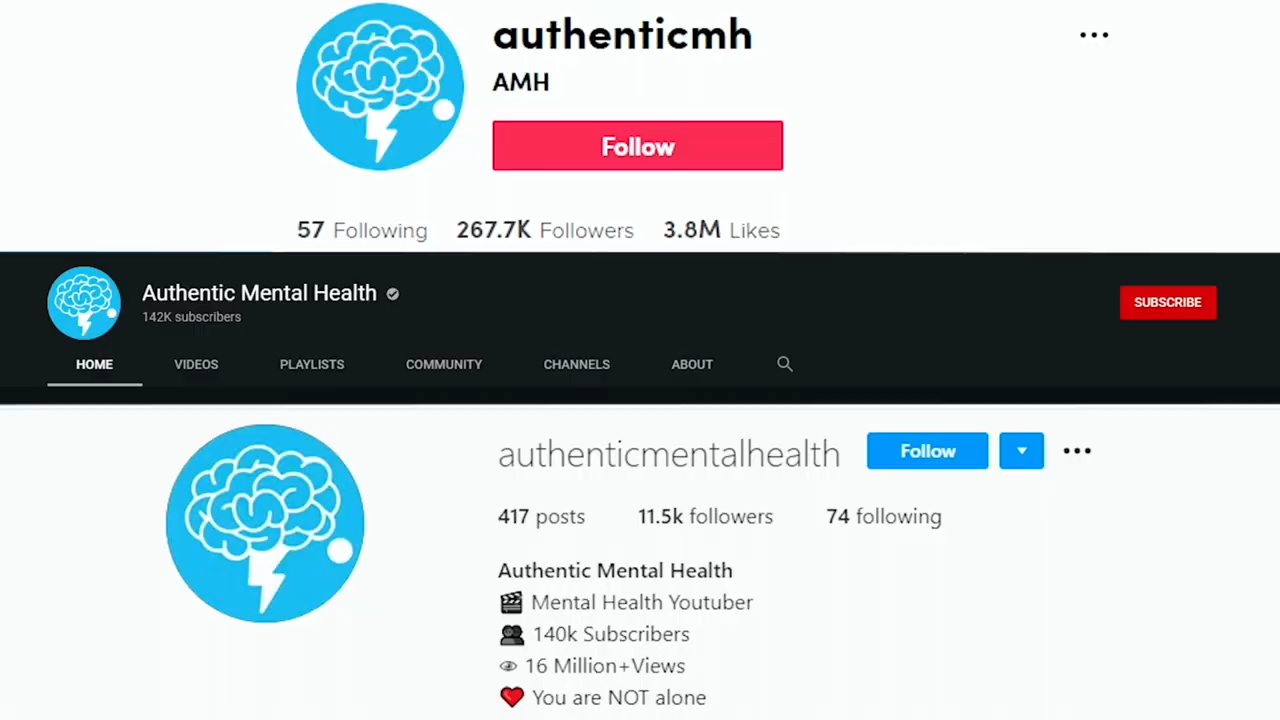 authenticmh
AMH
Follow
57 Following 267.7K Followers 3.8M Likes
Authentic Mental Health
142K subscribers
SUBSCRIBE
HOME VIDEOS PLAYLISTS COMMUNITY CHANNELS ABOUT
authenticmentalhealth Follow
417 posts 11.5k followers 74 following
Authentic Mental Health
Mental Health Youtuber
140k Subscribers
16 Million+Views
You are NOT alone